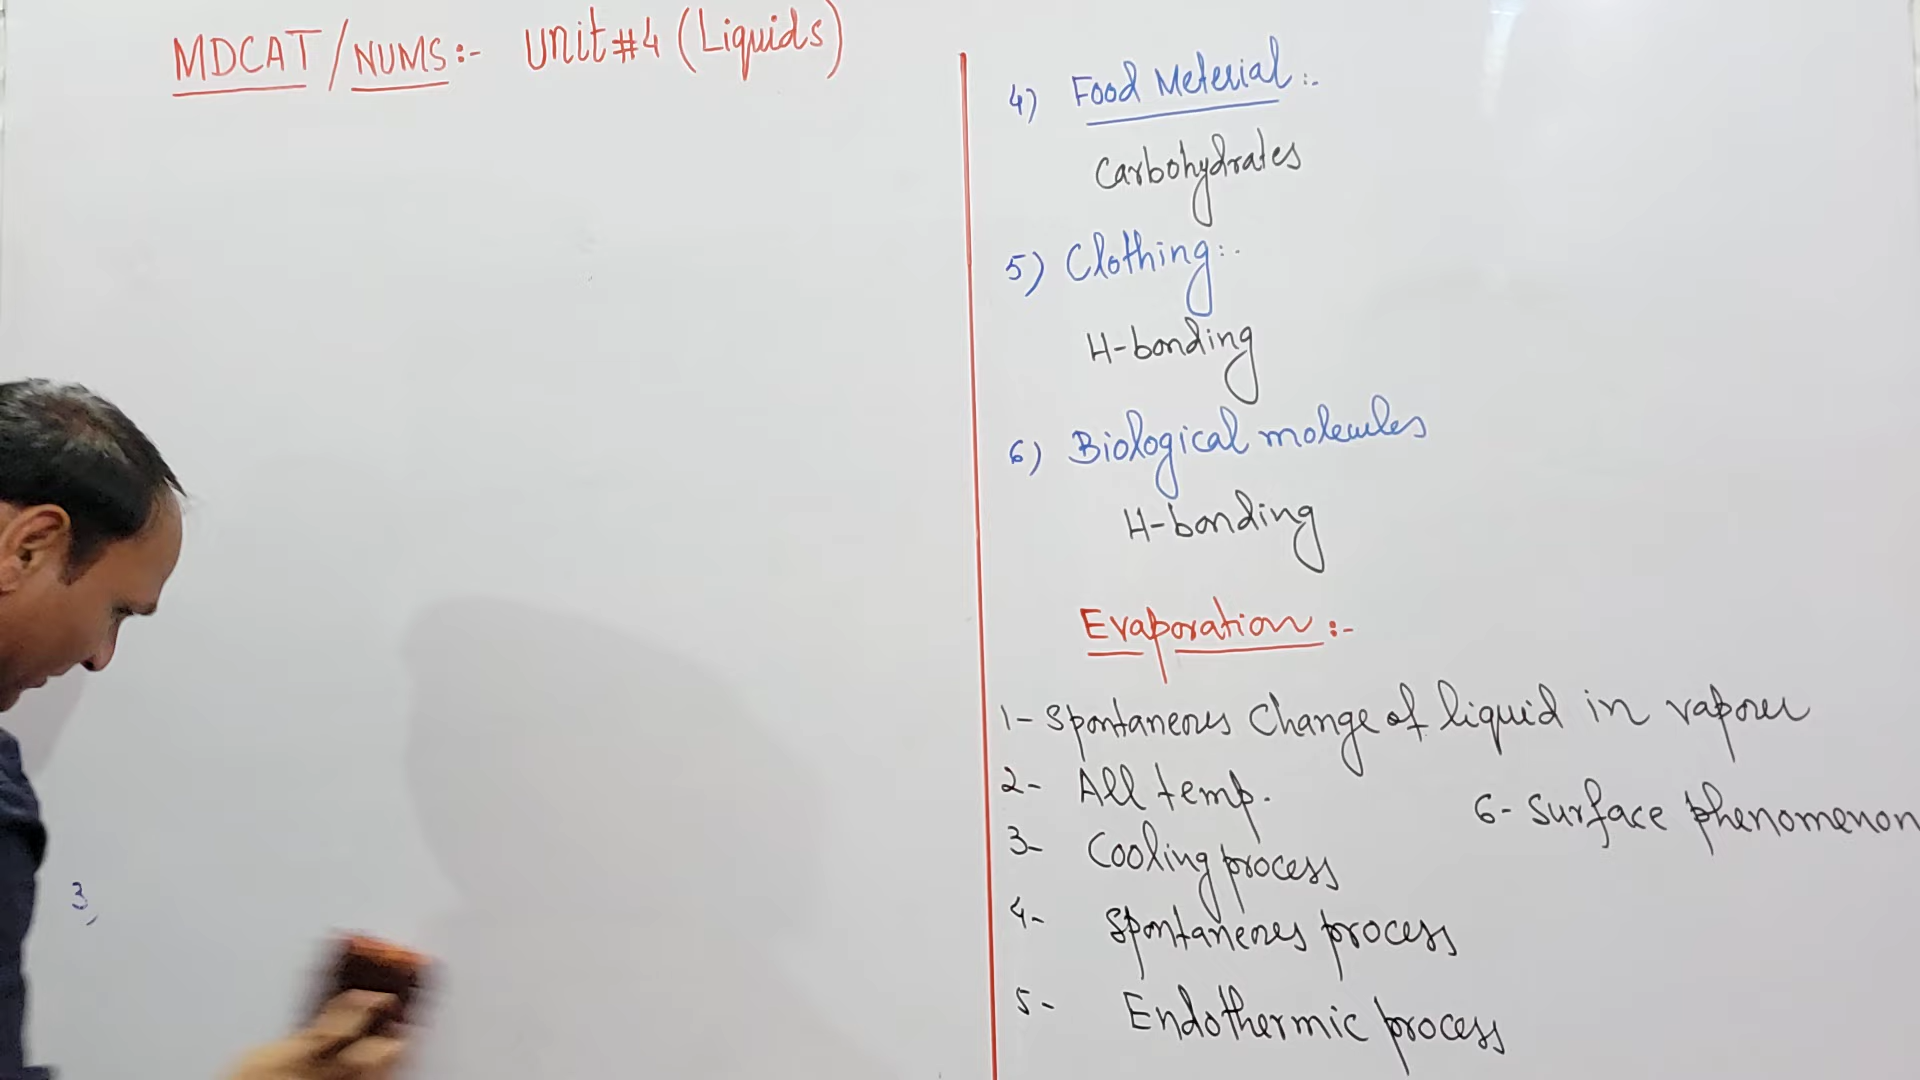 MDCAT/NUMS:- Unit#4 (Liquids)
3,
4) Food Meterial:-
Carbohydrates
5) Clothing:-
H-bonding
6) Biological molecules
H-bonding
Evaporation:-
1- Spontaneous Change of liquid in vapour
2- All temp.
6- Surface phenomenon
3- Cooling process
4- Spontaneous process
5- Endothermic process